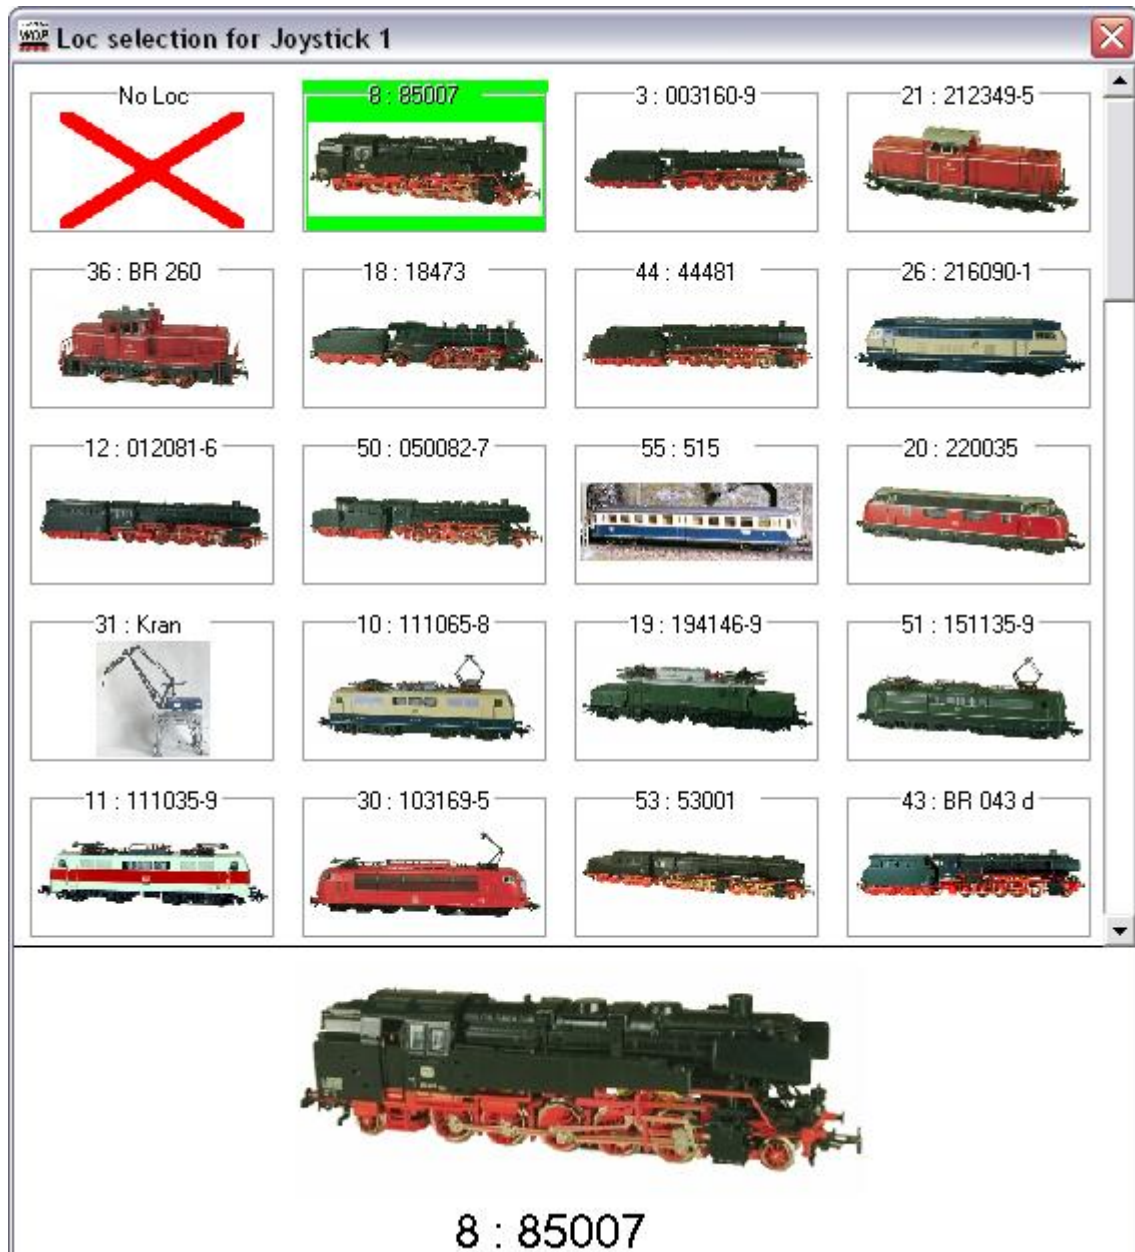 WDP Loc selection for Joystick 1
No Loc
8 : 85007
3 : 003160-9
21 : 212349-5
36 : BR 260
18 : 18473
44 : 44481
26 : 216090-1
12 : 012081-6
50 : 050082-7
55 : 515
20 : 220035
31 : Kran
10 : 111065-8
19 : 194146-9
51 : 151135-9
11 : 111035-9
30 : 103169-5
53 : 53001
43 : BR 043 d
8 : 85007